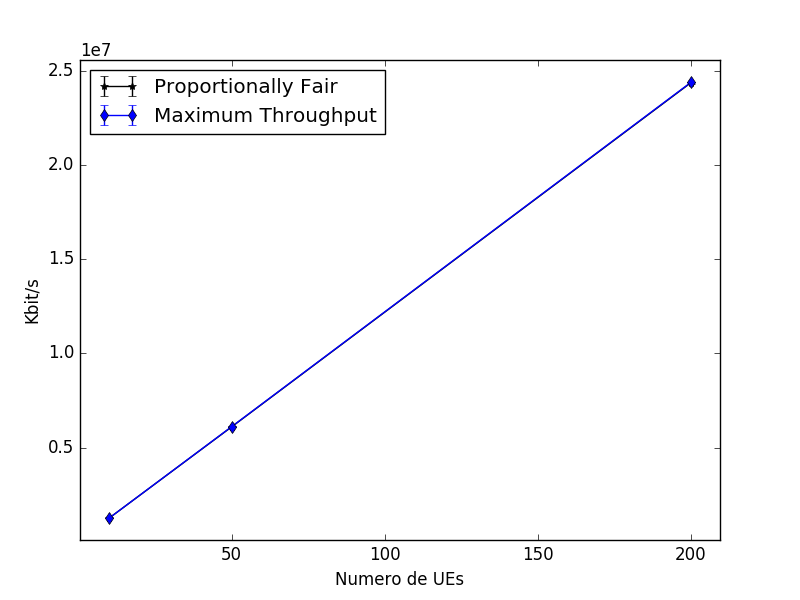 1e7
2.5
2.0
1.5
1.0
0.5
Proportionally Fair
Maximum Throughput
Kbit/s
50 100 150 200
Numero de UEs